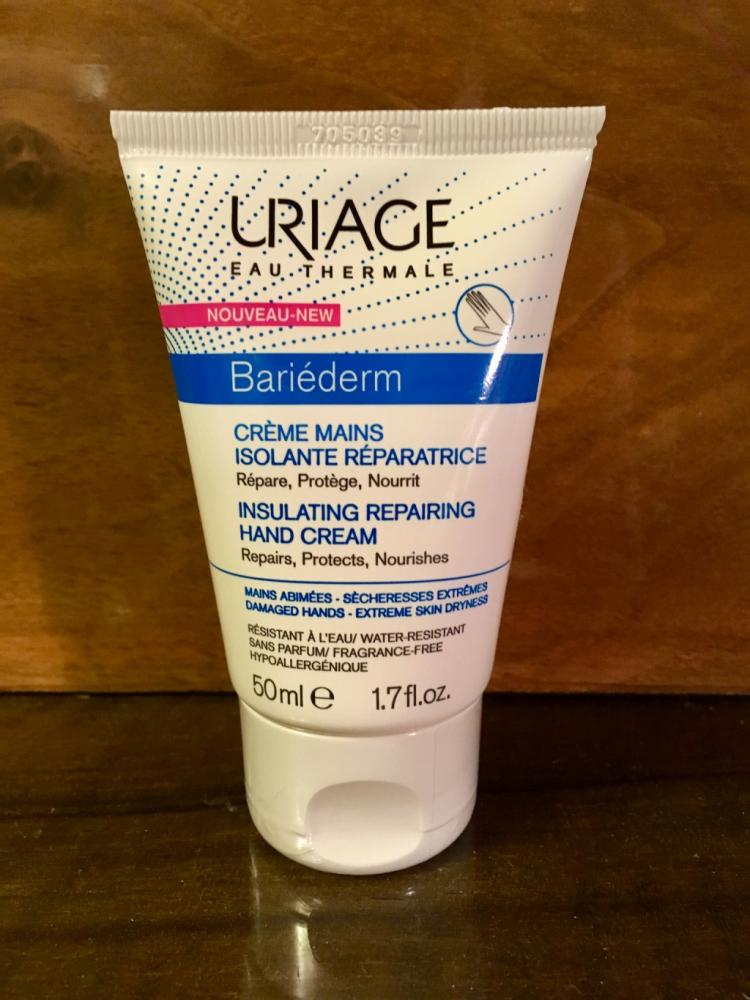 705039
URIAGE
EAU THERMALE
NOUVEAU-NEW
Bariéderm
CRÈME MAINS
ISOLANTE RÉPARATRICE
Répare, Protège, Nourrit
INSULATING REPAIRING
HAND CREAM
Repairs, Protects, Nourishes
MAINS ABIMÉES - SÈCHERESSES EXTRÊMES
DAMAGED HANDS - EXTREME SKIN DRYNESS
RÉSISTANT À L'EAU/ WATER-RESISTANT
SANS PARFUM/ FRAGRANCE-FREE
HYPOALLERGÉNIQUE
50ml e 1.7fl.oz.